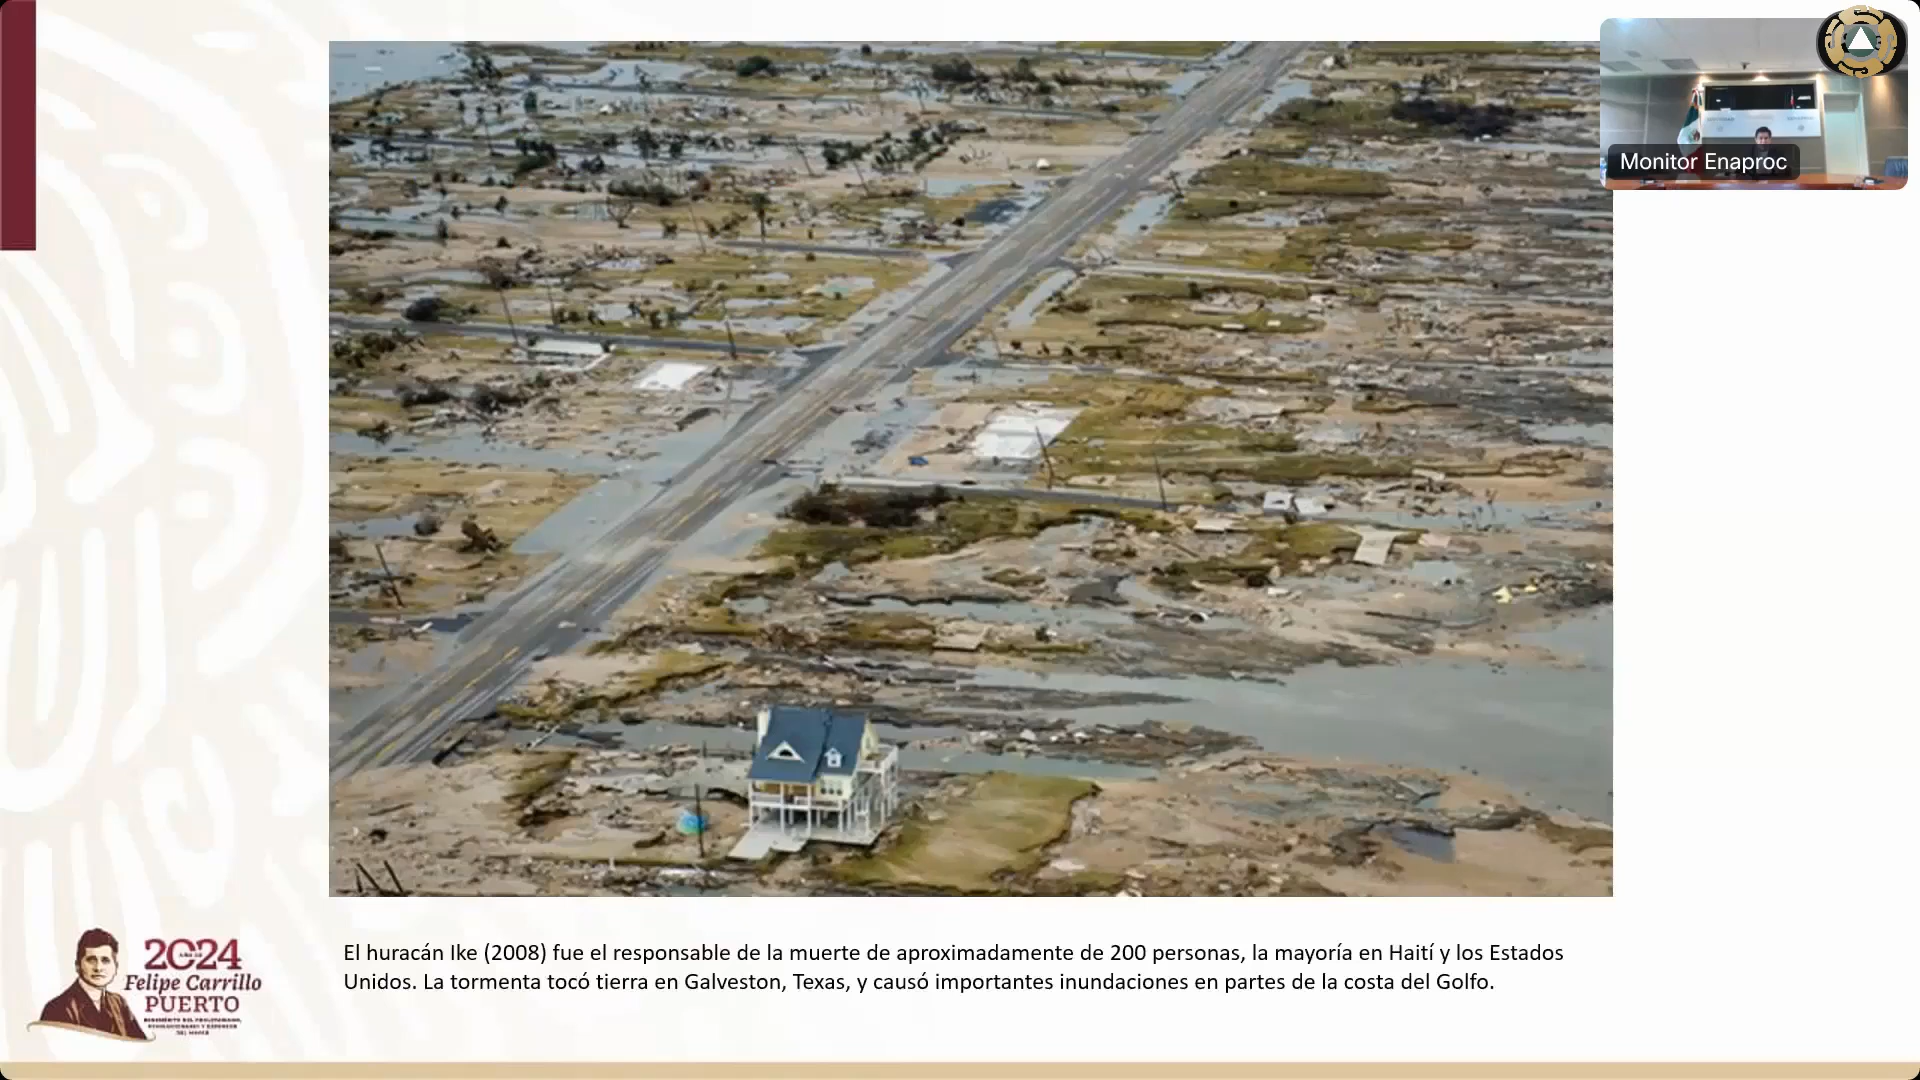 Monitor Enaproc
El huracán Ike (2008) fue el responsable de la muerte de aproximadamente de 200 personas, la mayoría en Haití y los Estados
Unidos. La tormenta tocó tierra en Galveston, Texas, y causó importantes inundaciones en partes de la costa del Golfo.
2024
Felipe Carrillo
PUERTO